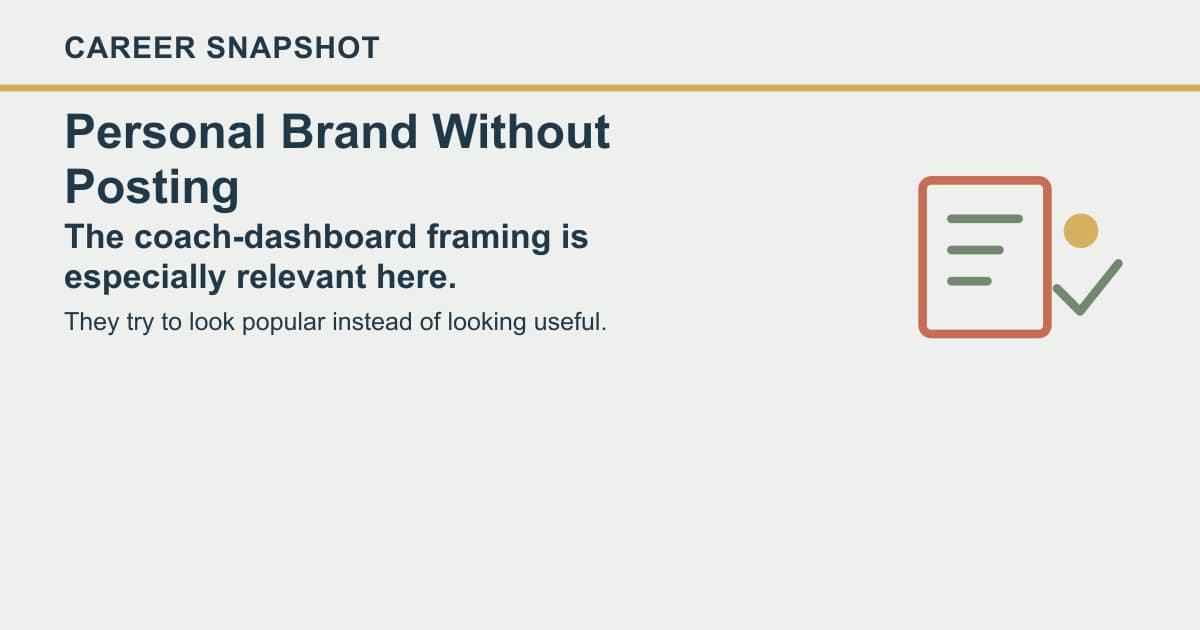 CAREER SNAPSHOT
Personal Brand Without
Posting
The coach-dashboard framing is
especially relevant here.
They try to look popular instead of looking useful.